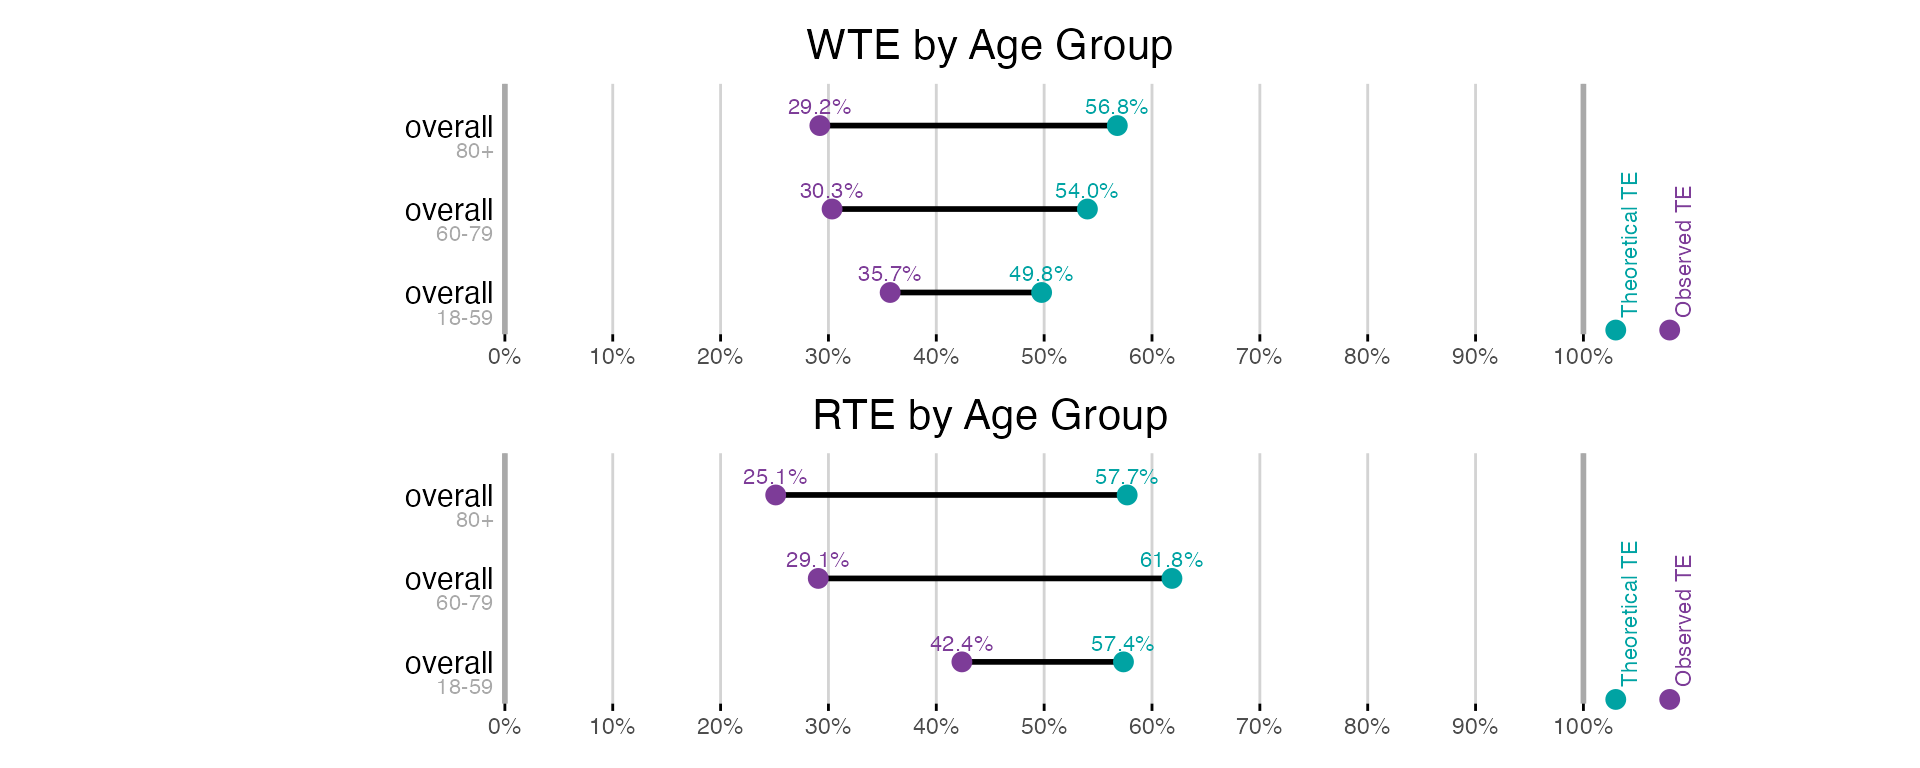 WTE by Age Group
29.2% 56.8%
overall
80+
30.3% 54.0%
overall
60-79
35.7% 49.8%
overall
18-59
0% 10% 20% 30% 40% 50% 60% 70% 80% 90% 100%
Theoretical TE
Observed TE
RTE by Age Group
25.1% 57.7%
overall
80+
29.1% 61.8%
overall
60-79
42.4% 57.4%
overall
18-59
0% 10% 20% 30% 40% 50% 60% 70% 80% 90% 100%
Theoretical TE
Observed TE